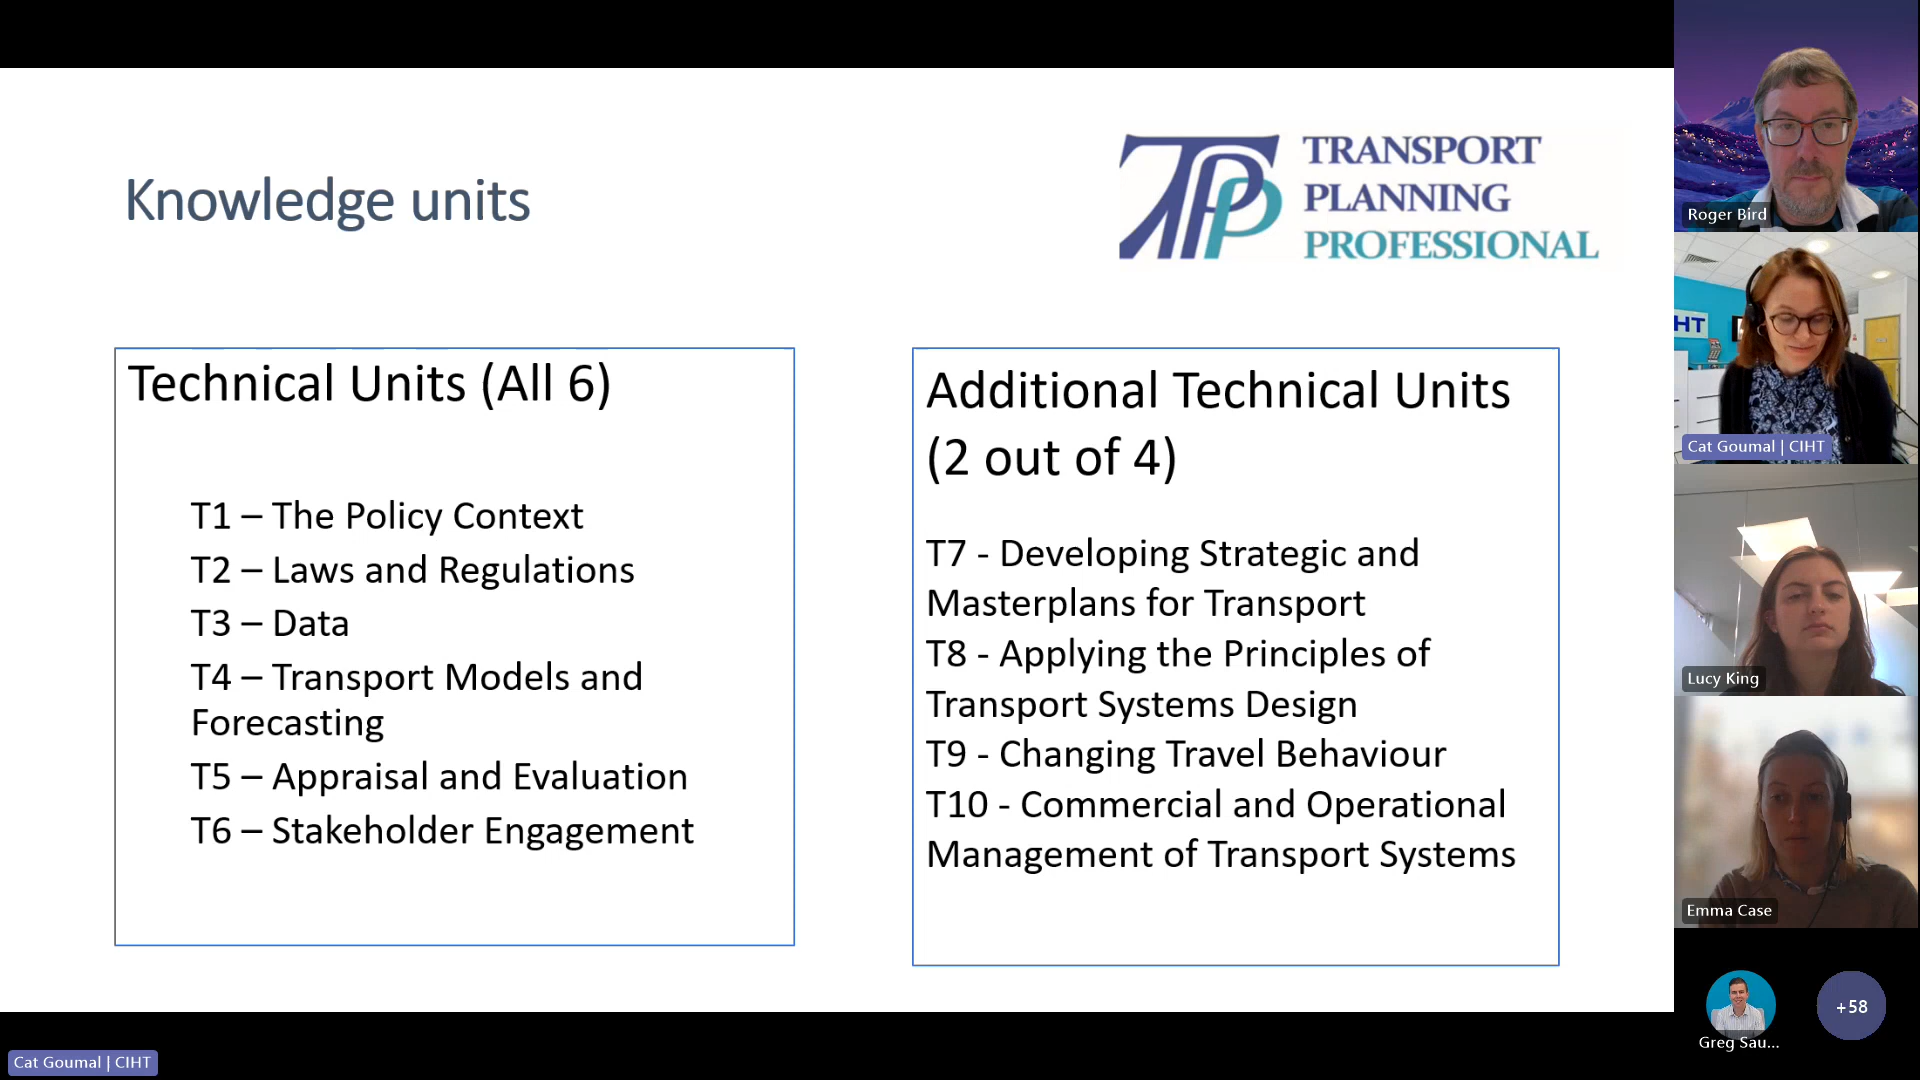 Knowledge units
TPP
TRANSPORT
PLANNING
PROFESSIONAL
Technical Units (All 6)
T1 – The Policy Context
T2 – Laws and Regulations
T3 – Data
T4 – Transport Models and
Forecasting
T5 – Appraisal and Evaluation
T6 – Stakeholder Engagement
Additional Technical Units
(2 out of 4)
T7 - Developing Strategic and
Masterplans for Transport
T8 - Applying the Principles of
Transport Systems Design
T9 - Changing Travel Behaviour
T10 - Commercial and Operational
Management of Transport Systems
Roger Bird
HT
Cat Goumal | CIHT
Lucy King
Emma Case
Greg Sau...
+58
Cat Goumal | CIHT